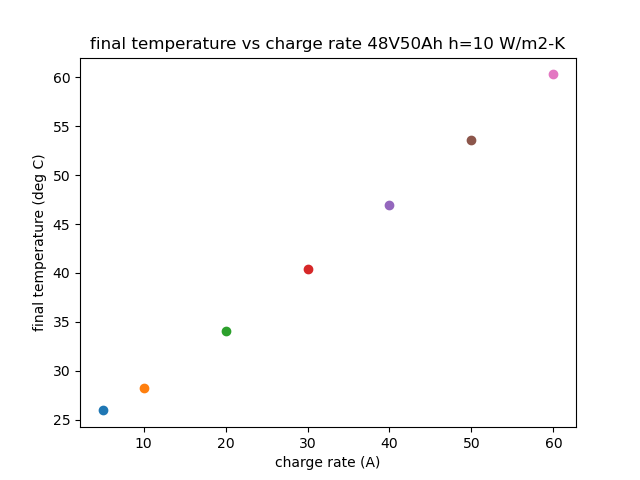 final temperature vs charge rate 48V50Ah h=10 W/m2-K
60
55
50
45
40
35
30
25
final temperature (deg C)
10 20 30 40 50 60
charge rate (A)